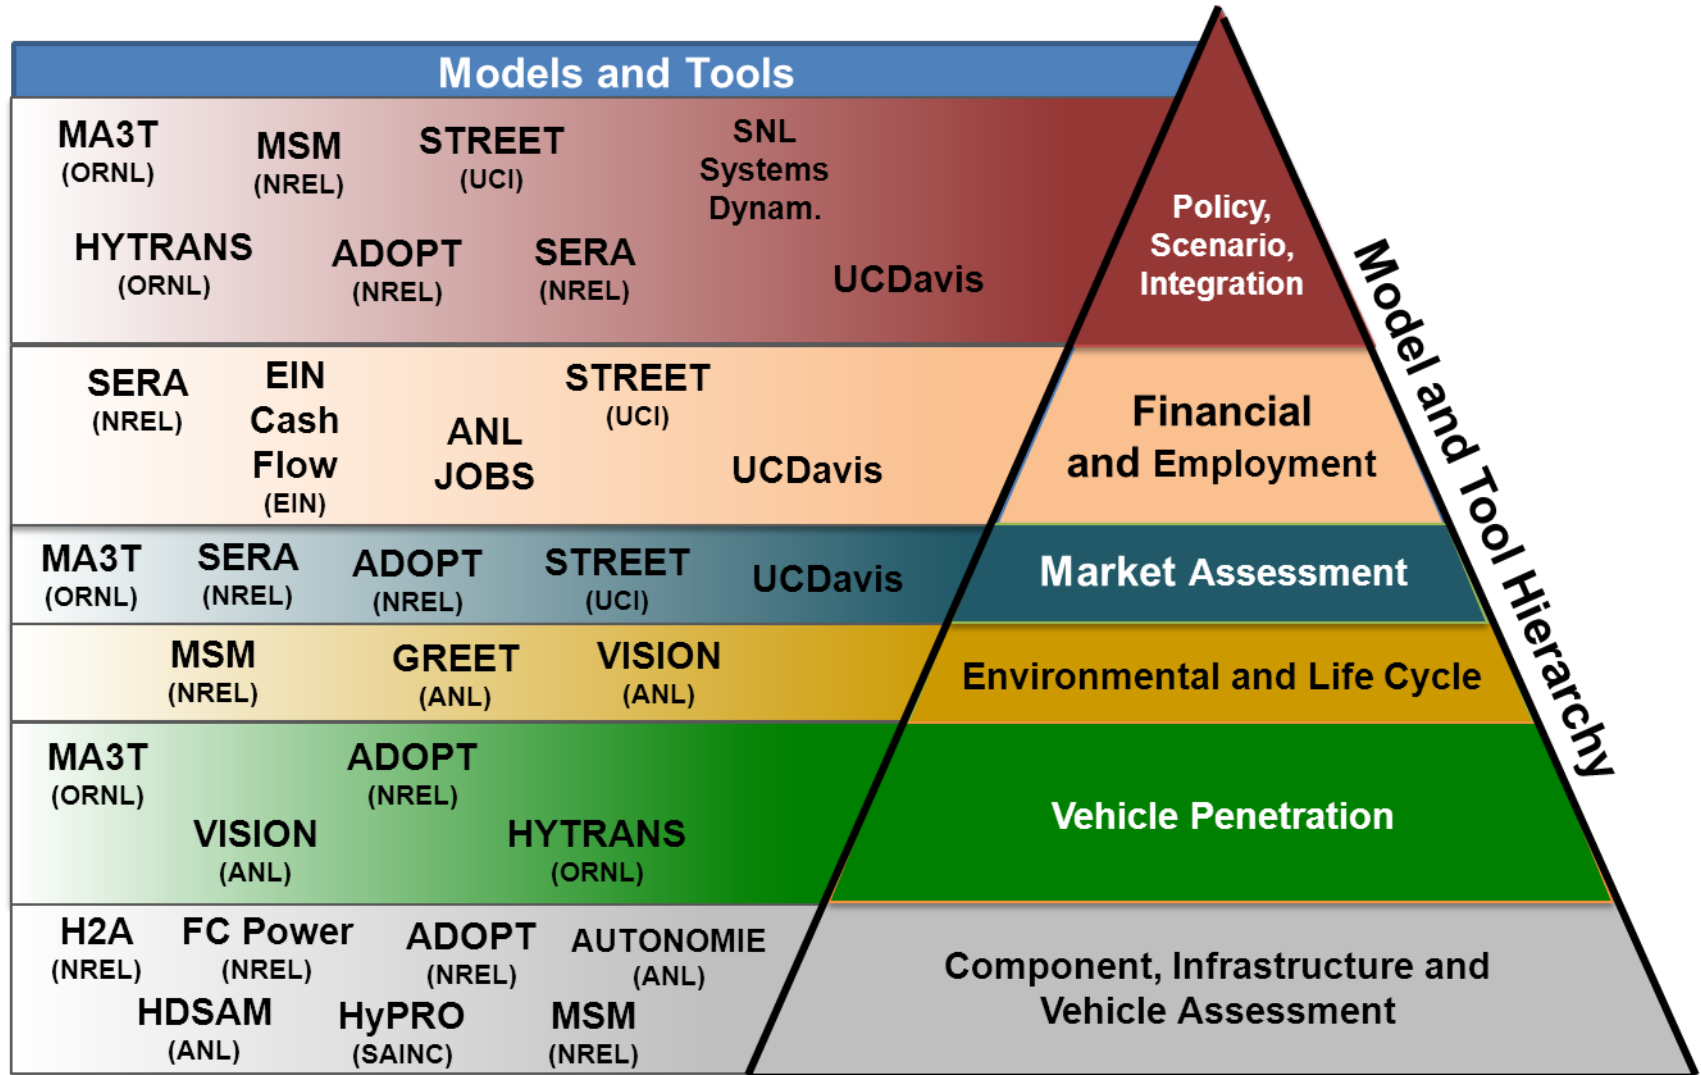 Models and Tools
MA3T
(ORNL)
MSM
(NREL)
STREET
(UCI)
SNL
Systems
Dynam.
HYTRANS
(ORNL)
ADOPT
(NREL)
SERA
(NREL)
UCDavis
Policy,
Scenario,
Integration
SERA
(NREL)
EIN
Cash
Flow
(EIN)
ANL
JOBS
STREET
(UCI)
UCDavis
Financial
and Employment
MA3T
(ORNL)
SERA
(NREL)
ADOPT
(NREL)
STREET
(UCI)
UCDavis
Market Assessment
MSM
(NREL)
GREET
(ANL)
VISION
(ANL)
Environmental and Life Cycle
MA3T
(ORNL)
ADOPT
(NREL)
VISION
(ANL)
HYTRANS
(ORNL)
Vehicle Penetration
H2A
(NREL)
FC Power
(NREL)
ADOPT
(NREL)
AUTONOMIE
(ANL)
HDSAM
(ANL)
HyPRO
(SAINC)
MSM
(NREL)
Component, Infrastructure and
Vehicle Assessment
Model and Tool Hierarchy